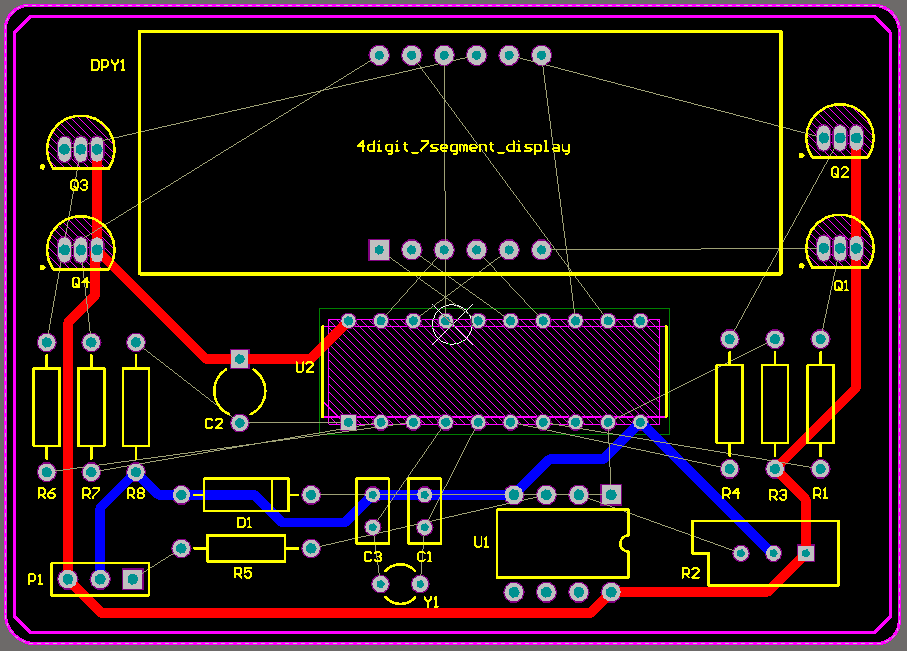 DPY1
4digit_7segment_display
Q3
Q2
Q4
Q1
U2
C2
R6
R7
R8
R4
R3
R1
D1
C3
C1
U1
R5
R2
P1
Y1